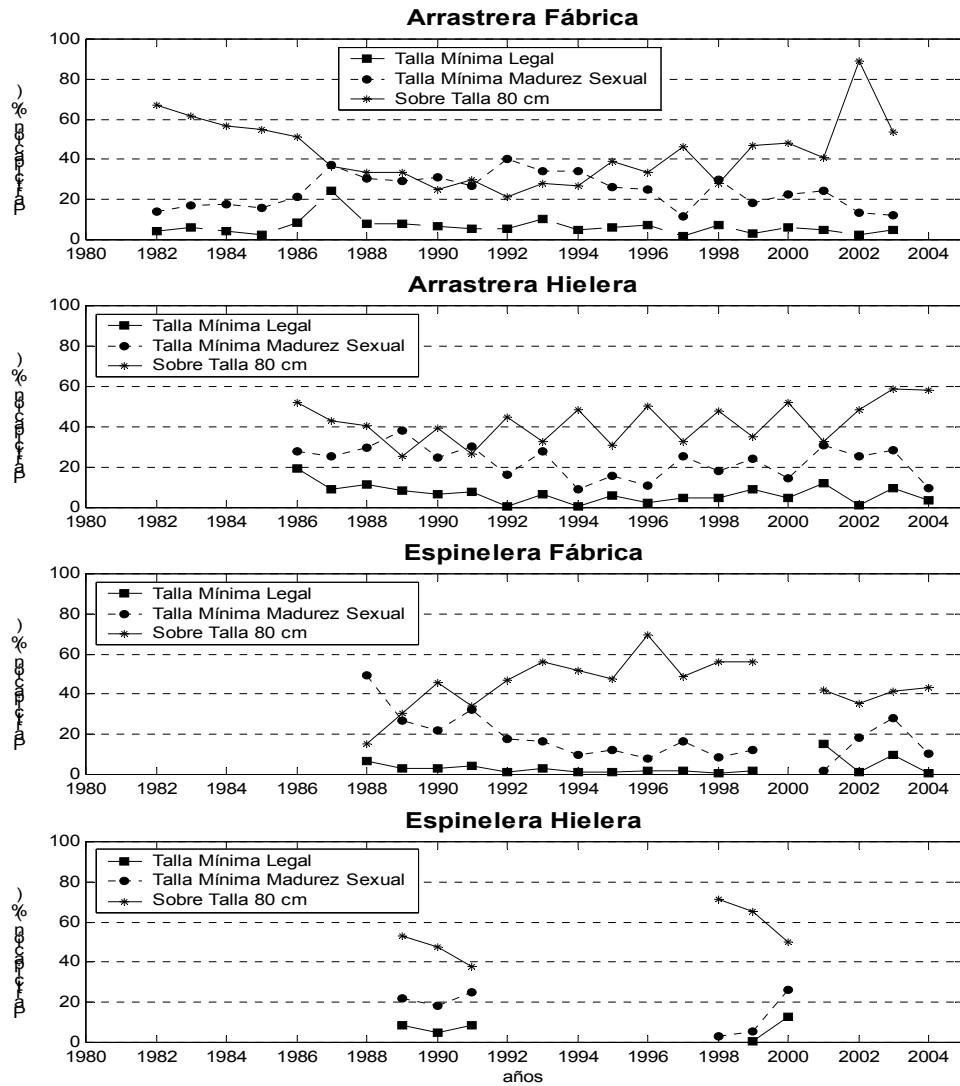 Arrastrera Fábrica
100
80
60
40
20
0
Talla Mínima Legal
Talla Mínima Madurez Sexual
Sobre Talla 80 cm
1980 1982 1984 1986 1988 1990 1992 1994 1996 1998 2000 2002 2004
Arrastrera Hielera
100
80
60
40
20
0
Talla Mínima Legal
Talla Mínima Madurez Sexual
Sobre Talla 80 cm
1980 1982 1984 1986 1988 1990 1992 1994 1996 1998 2000 2002 2004
Espinelera Fábrica
100
80
60
40
20
0
Talla Mínima Legal
Talla Mínima Madurez Sexual
Sobre Talla 80 cm
1980 1982 1984 1986 1988 1990 1992 1994 1996 1998 2000 2002 2004
Espinelera Hielera
100
80
60
40
20
0
Talla Mínima Legal
Talla Mínima Madurez Sexual
Sobre Talla 80 cm
1980 1982 1984 1986 1988 1990 1992 1994 1996 1998 2000 2002 2004
años